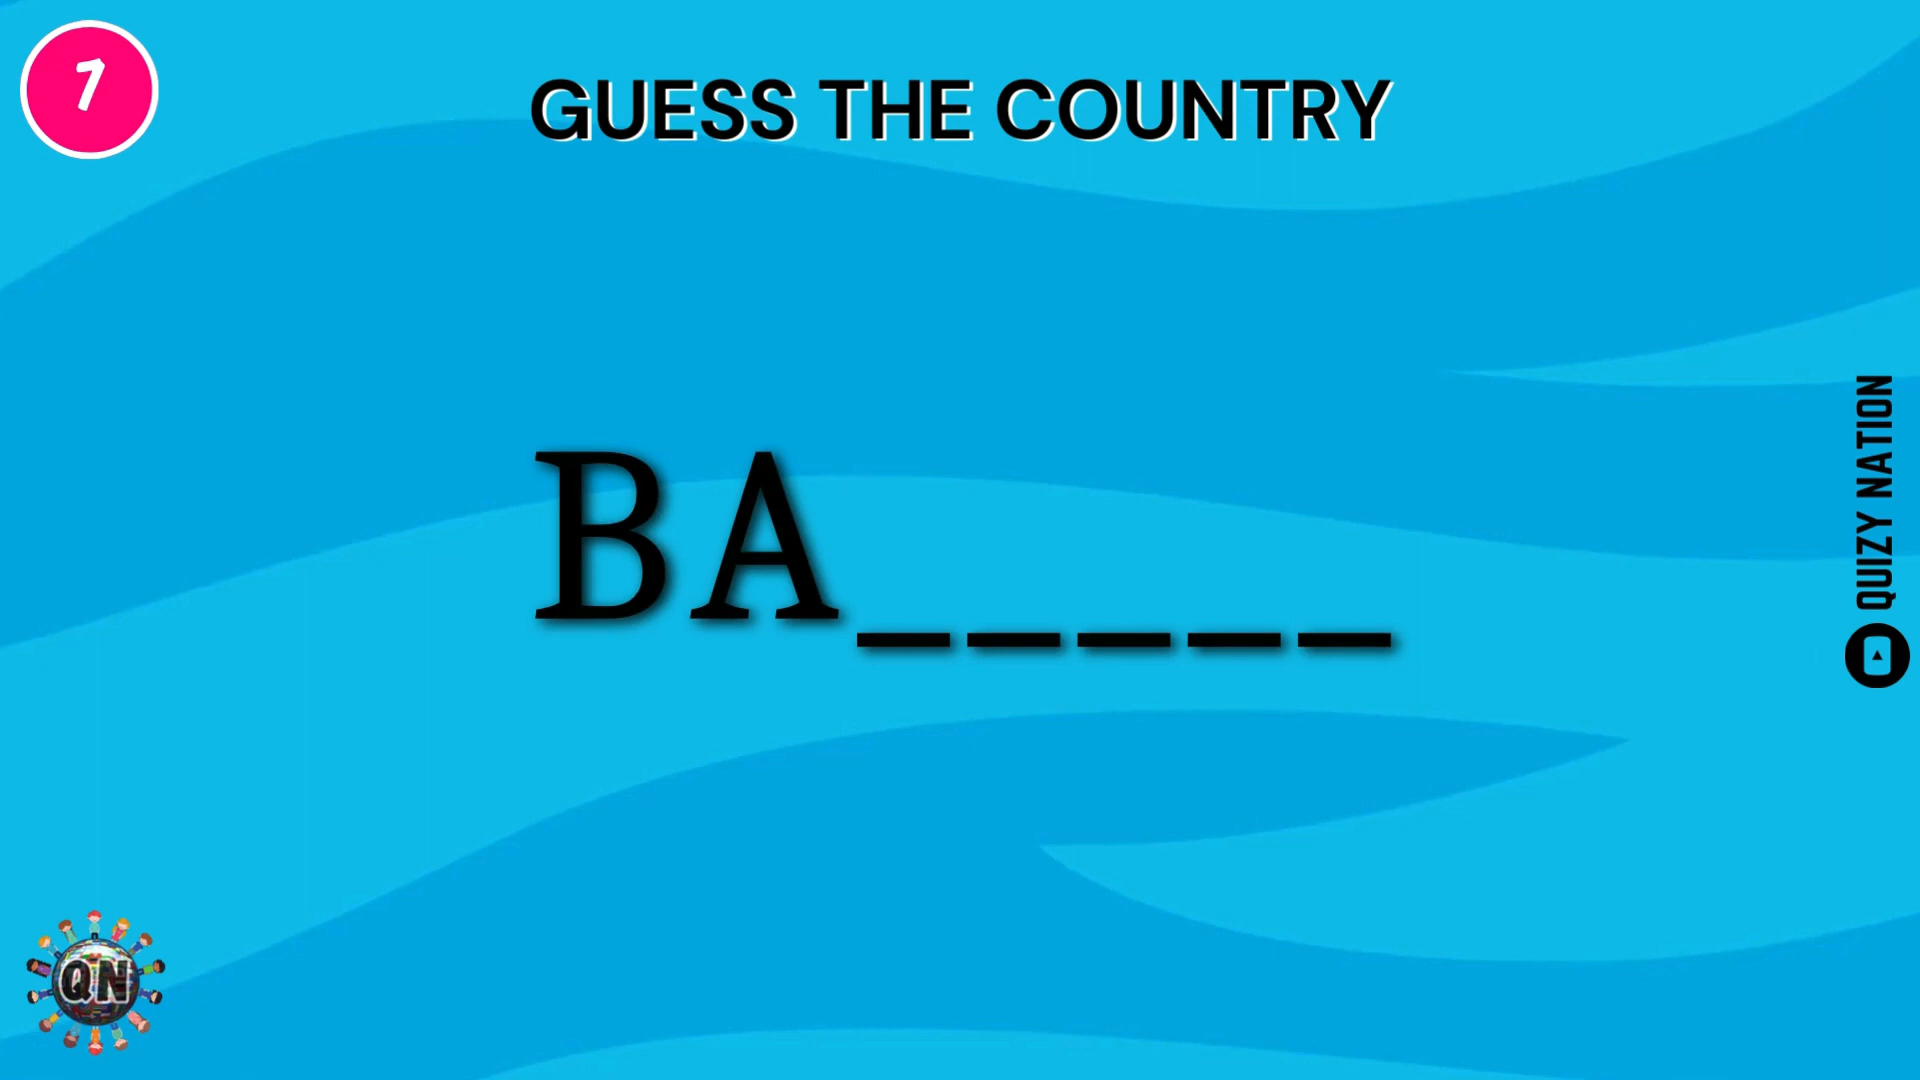 7
GUESS THE COUNTRY
BA_____
QUIZY NATION
QN